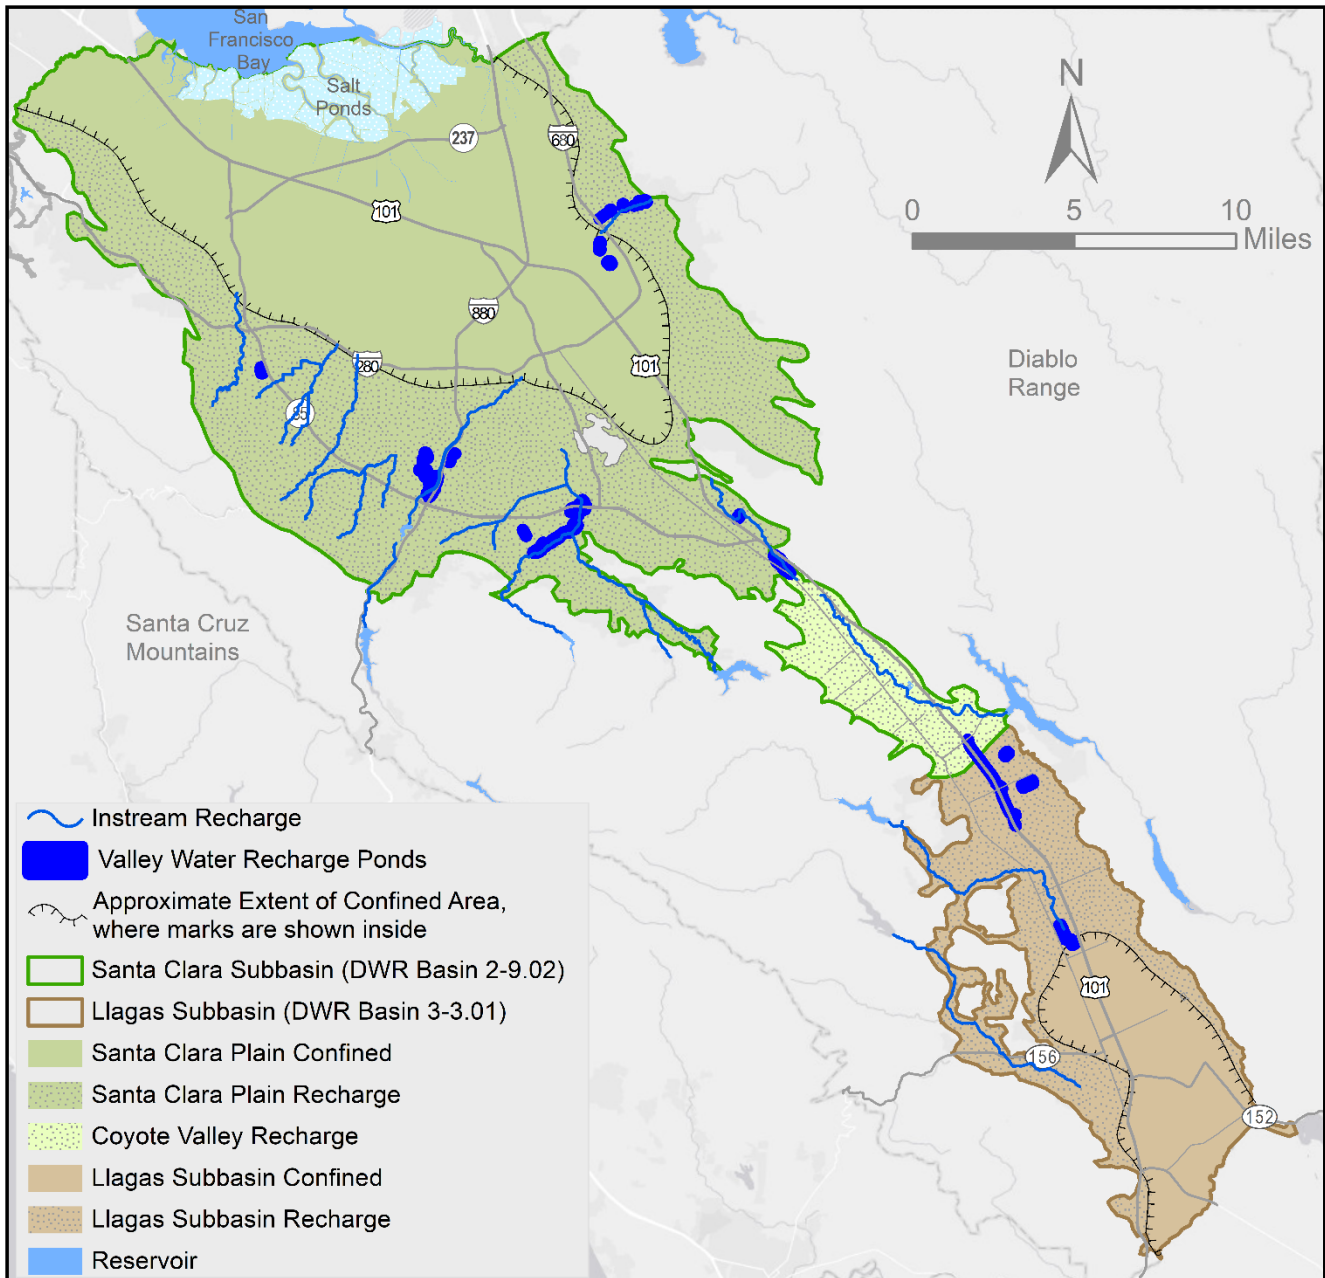 San
Francisco
Bay
Salt
Ponds
N
237
680
101
0 5 10
Miles
880
280
101
Diablo
Range
85
Santa Cruz
Mountains
Instream Recharge
Valley Water Recharge Ponds
Approximate Extent of Confined Area,
where marks are shown inside
Santa Clara Subbasin (DWR Basin 2-9.02)
Llagas Subbasin (DWR Basin 3-3.01)
Santa Clara Plain Confined
Santa Clara Plain Recharge
Coyote Valley Recharge
Llagas Subbasin Confined
Llagas Subbasin Recharge
Reservoir
101
156
152